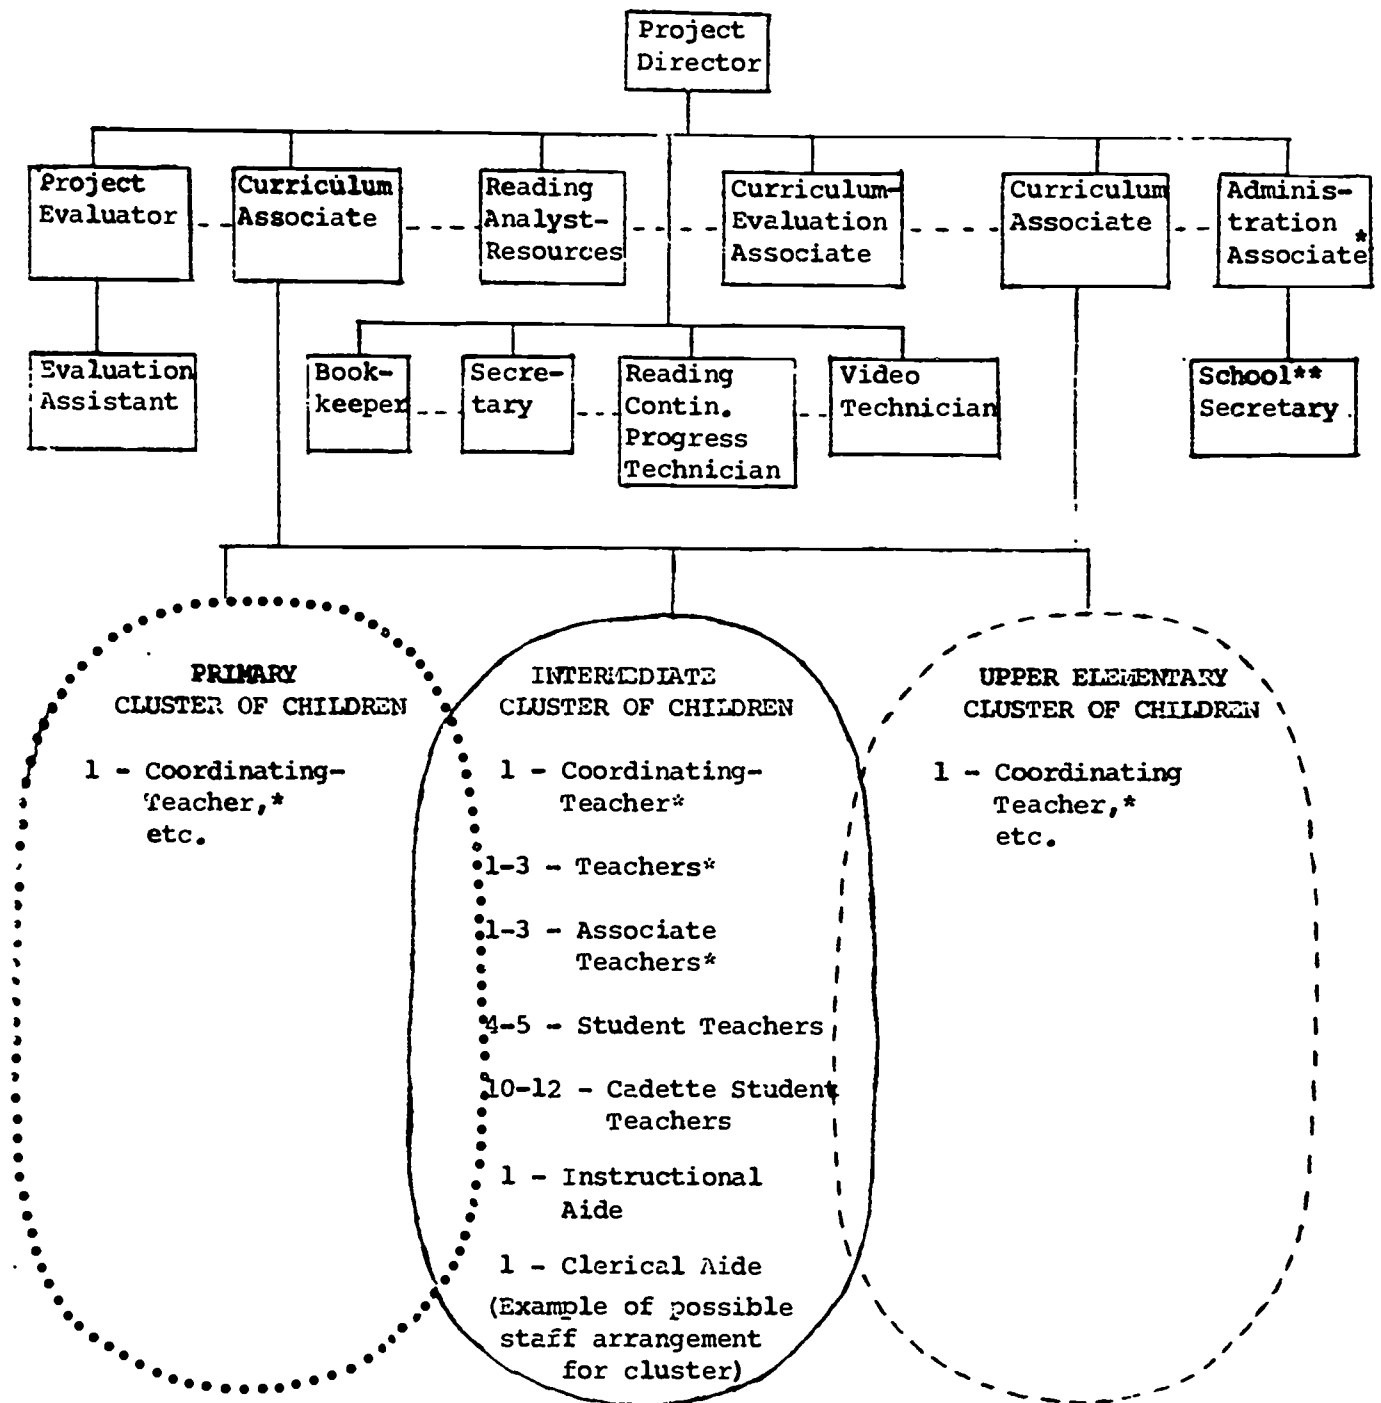 Project
Director
Project
Evaluator
Curriculum
Associate
Reading
Analyst-
Resources
Curriculum-
Evaluation
Associate
Curriculum
Associate
Adminis-
tration
Associate*
Evaluation
Assistant
Book-
keeper
Secre-
tary
Reading
Contin.
Progress
Technician
Video
Technician
School**
Secretary
PRIMARY
CLUSTER OF CHILDREN
1 - Coordinating-
Teacher,*
etc.
INTERMEDIATE
CLUSTER OF CHILDREN
1 - Coordinating-
Teacher*
1-3 - Teachers*
1-3 - Associate
Teachers*
4-5 - Student Teachers
10-12 - Cadette Student
Teachers
1 - Instructional
Aide
1 - Clerical Aide
(Example of possible
staff arrangement
for cluster)
UPPER ELEMENTARY
CLUSTER OF CHILDREN
1 - Coordinating
Teacher,*
etc.